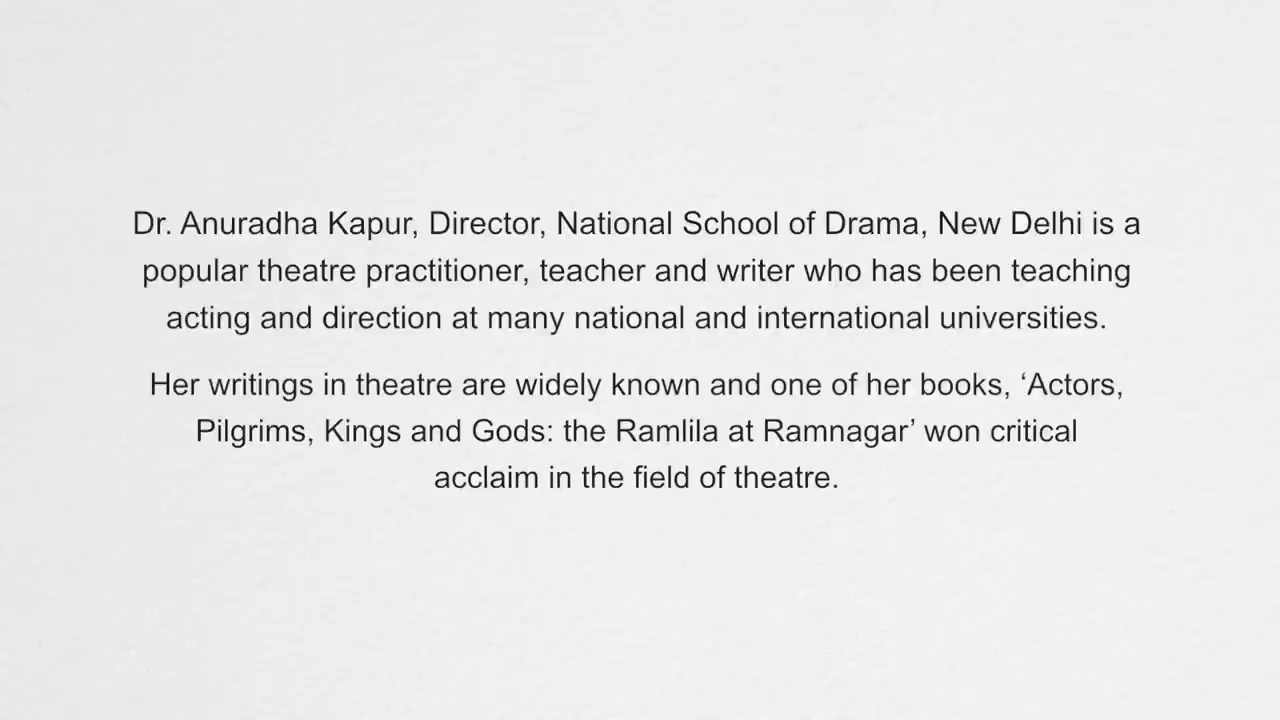 Dr. Anuradha Kapur, Director, National School of Drama, New Delhi is a
popular theatre practitioner, teacher and writer who has been teaching
acting and direction at many national and international universities.
Her writings in theatre are widely known and one of her books, ‘Actors,
Pilgrims, Kings and Gods: the Ramlila at Ramnagar’ won critical
acclaim in the field of theatre.